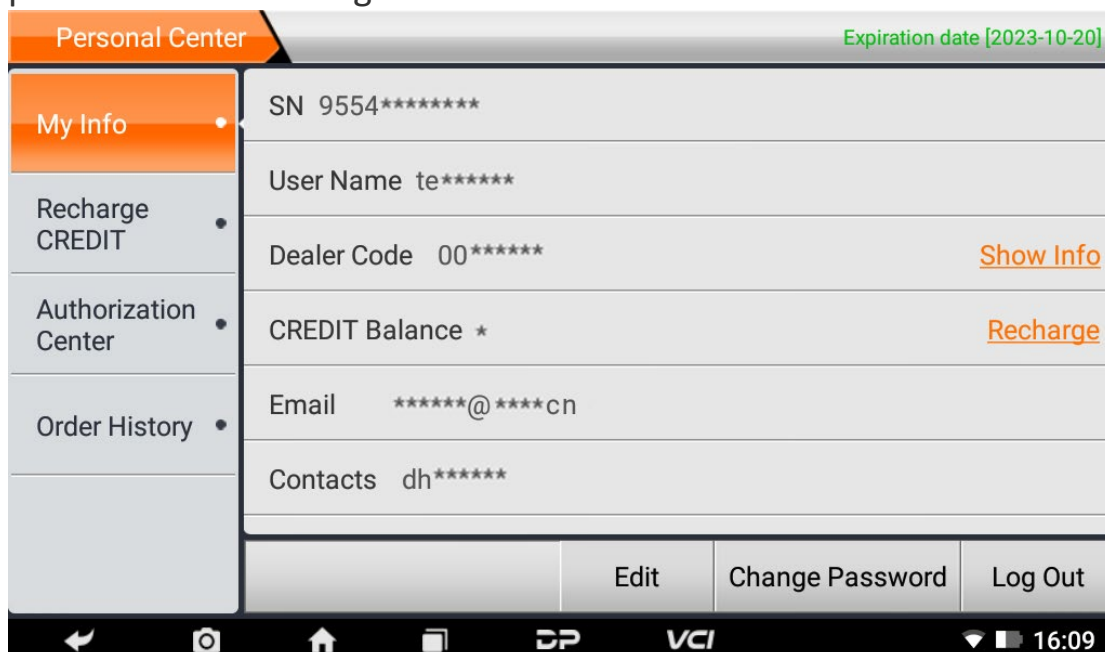 Personal Center
Expiration date [2023-10-20]
My Info
Recharge
CREDIT
Authorization
Center
Order History
SN 9554********
User Name te******
Dealer Code 00******
Show Info
CREDIT Balance *
Recharge
Email ******@****cn
Contacts dh******
Edit
Change Password
Log Out
DP
VCI
16:09